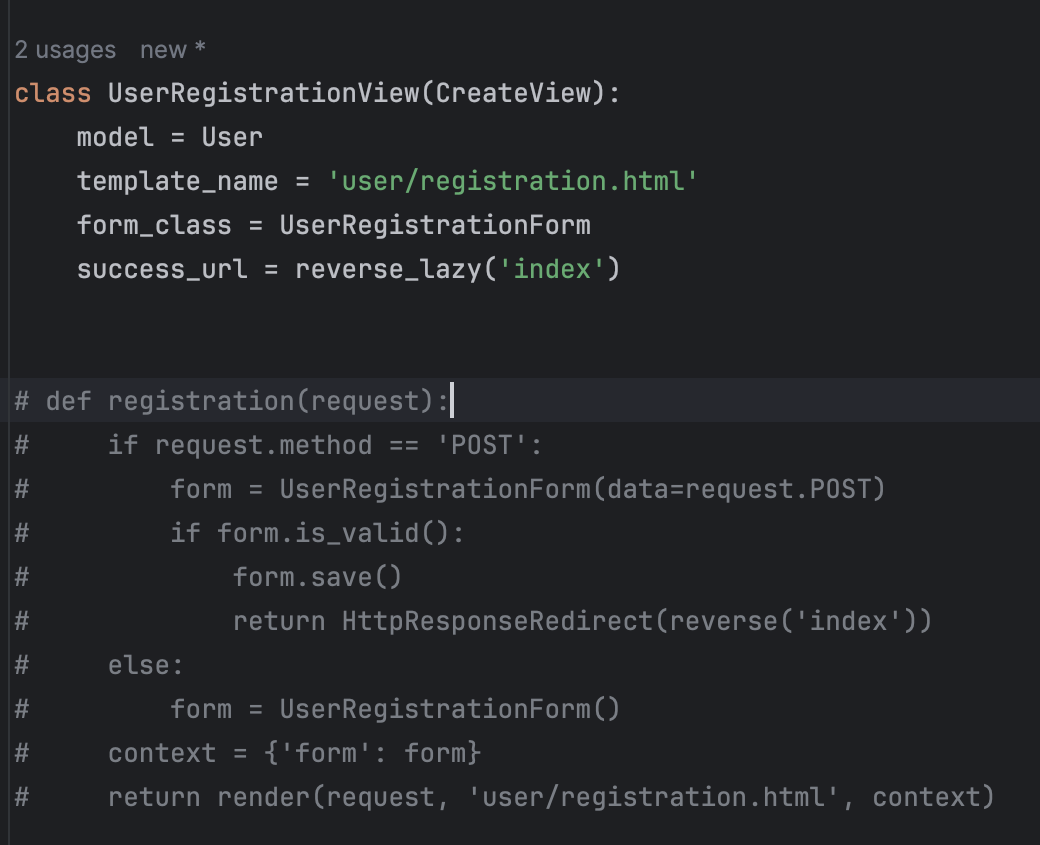 2 usages new *
class UserRegistrationView(CreateView):
    model = User
    template_name = 'user/registration.html'
    form_class = UserRegistrationForm
    success_url = reverse_lazy('index')
# def registration(request):
#     if request.method == 'POST':
#         form = UserRegistrationForm(data=request.POST)
#         if form.is_valid():
#             form.save()
#             return HttpResponseRedirect(reverse('index'))
#     else:
#         form = UserRegistrationForm()
#     context = {'form': form}
#     return render(request, 'user/registration.html', context)